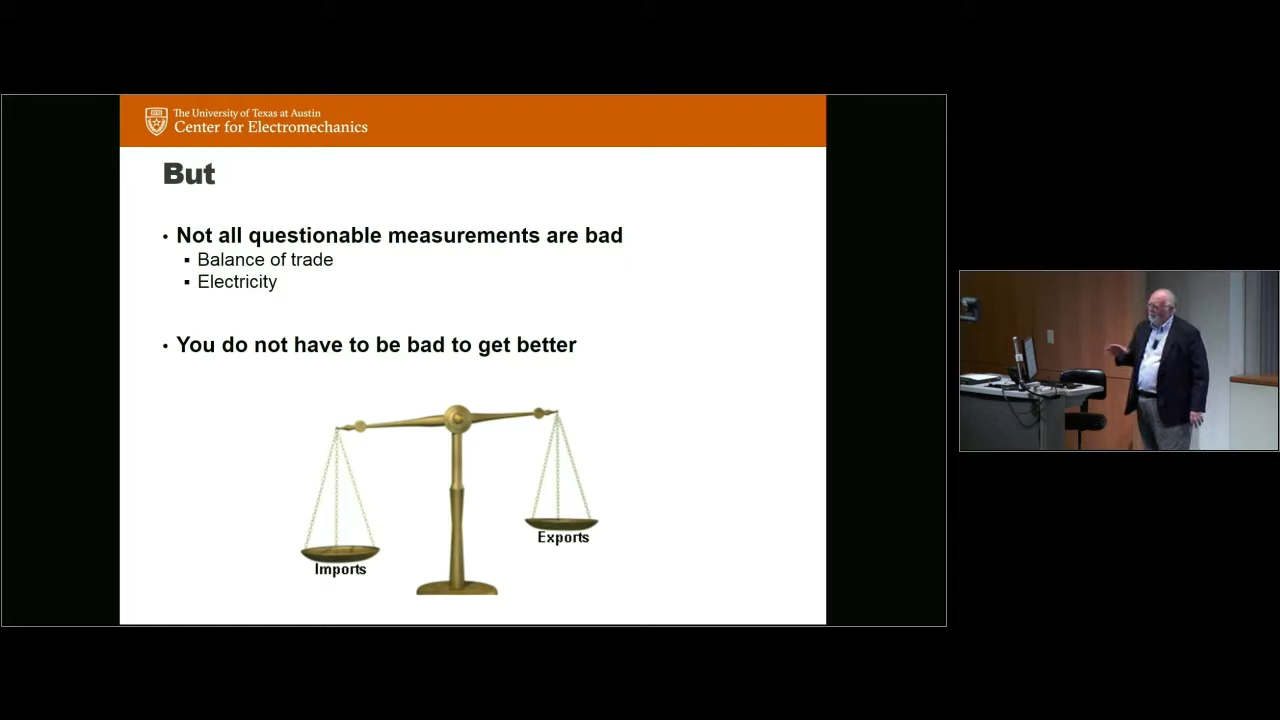 The University of Texas at Austin
Center for Electromechanics
But
• Not all questionable measurements are bad
▪ Balance of trade
▪ Electricity
• You do not have to be bad to get better
Exports
Imports